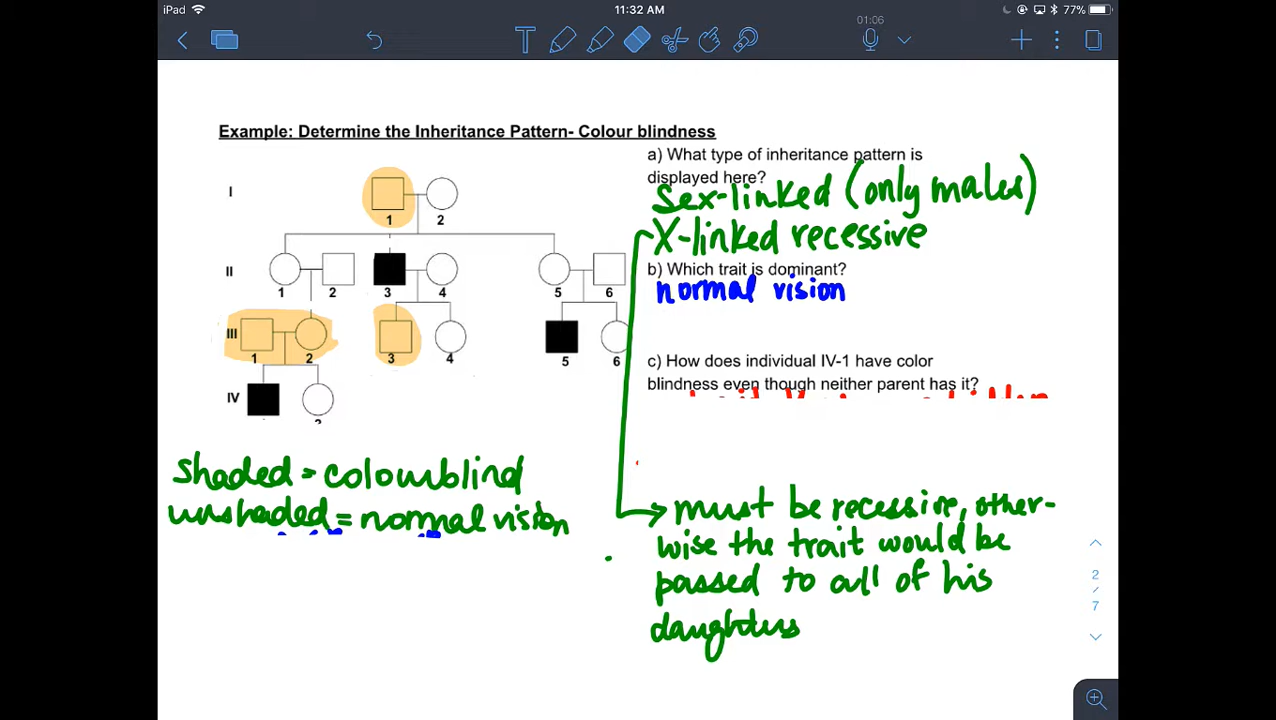 iPad
11:32 AM
77%
01:06
Example: Determine the Inheritance Pattern- Colour blindness
a) What type of inheritance pattern is
displayed here?
Sex-linked (only males)
X-linked recessive
b) Which trait is dominant?
normal vision
c) How does individual IV-1 have color
blindness even though neither parent has it?
I
1
2
II
1
2
3
4
5
6
III
1
2
3
4
5
6
IV
shaded = colourblind
unshaded = normal vision
must be recessive, other-
wise the trait would be
passed to all of his
daughters
2
/
7